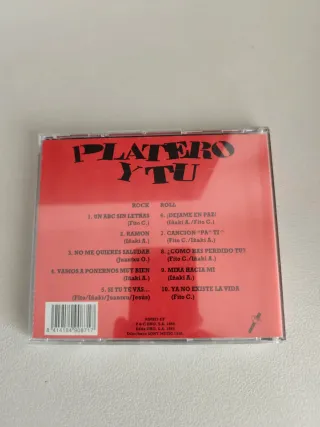 PLATERO
Y TU
ROCK
1. UN ABC SIN LETRAS
(Fito C.)
2. RAMON
(Iñaki A.)
3. NO ME QUIERES SALUDAR
(Juantxu O.)
4. VAMOS A PONERNOS MUY BIEN
(Iñaki A.)
5. SI TU TE VAS...
(Fito/Iñaki/Juantxu/Jesús)
ROLL
6. ¡DEJAME EN PAZ!
(Iñaki A./Fito C.)
7. CANCION "PA" TI
(Fito C./Iñaki A.)
8. ¿COMO HAS PERDIDO TU?
(Fito C./Iñaki A.)
9. MIRA HACIA MI
(Iñaki A.)
10. YA NO EXISTE LA VIDA
(Fito C.)